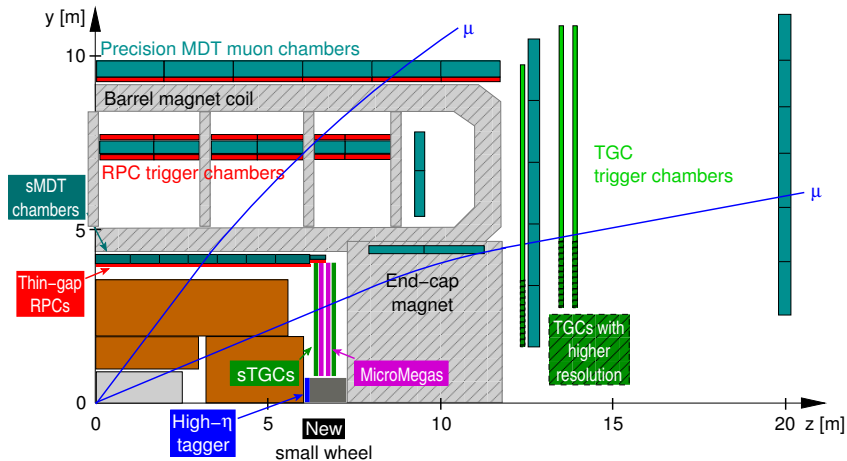 y [m]
μ
10
Precision MDT muon chambers
Barrel magnet coil
RPC trigger chambers
TGC
trigger chambers
sMDT
chambers
μ
5
Thin−gap
RPCs
End−cap
magnet
TGCs with
higher
resolution
sTGCs
MicroMegas
0
0
5
10
15
20
z [m]
High−η
tagger
New
small wheel